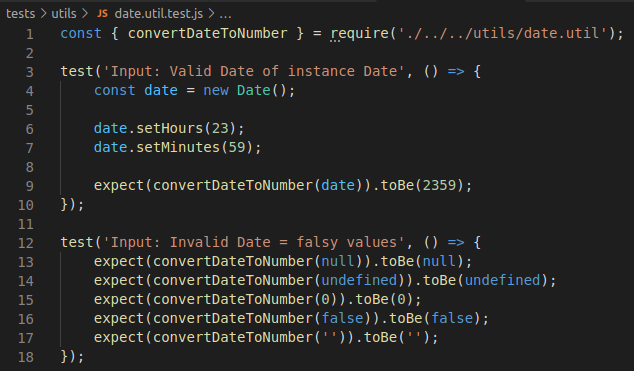 tests > utils > JS date.util.test.js > ...
1 const { convertDateToNumber } = require('./../../utils/date.util');
2
3 test('Input: Valid Date of instance Date', () => {
4     const date = new Date();
5
6     date.setHours(23);
7     date.setMinutes(59);
8
9     expect(convertDateToNumber(date)).toBe(2359);
10 });
11
12 test('Input: Invalid Date = falsy values', () => {
13     expect(convertDateToNumber(null)).toBe(null);
14     expect(convertDateToNumber(undefined)).toBe(undefined);
15     expect(convertDateToNumber(0)).toBe(0);
16     expect(convertDateToNumber(false)).toBe(false);
17     expect(convertDateToNumber('')).toBe('');
18 });